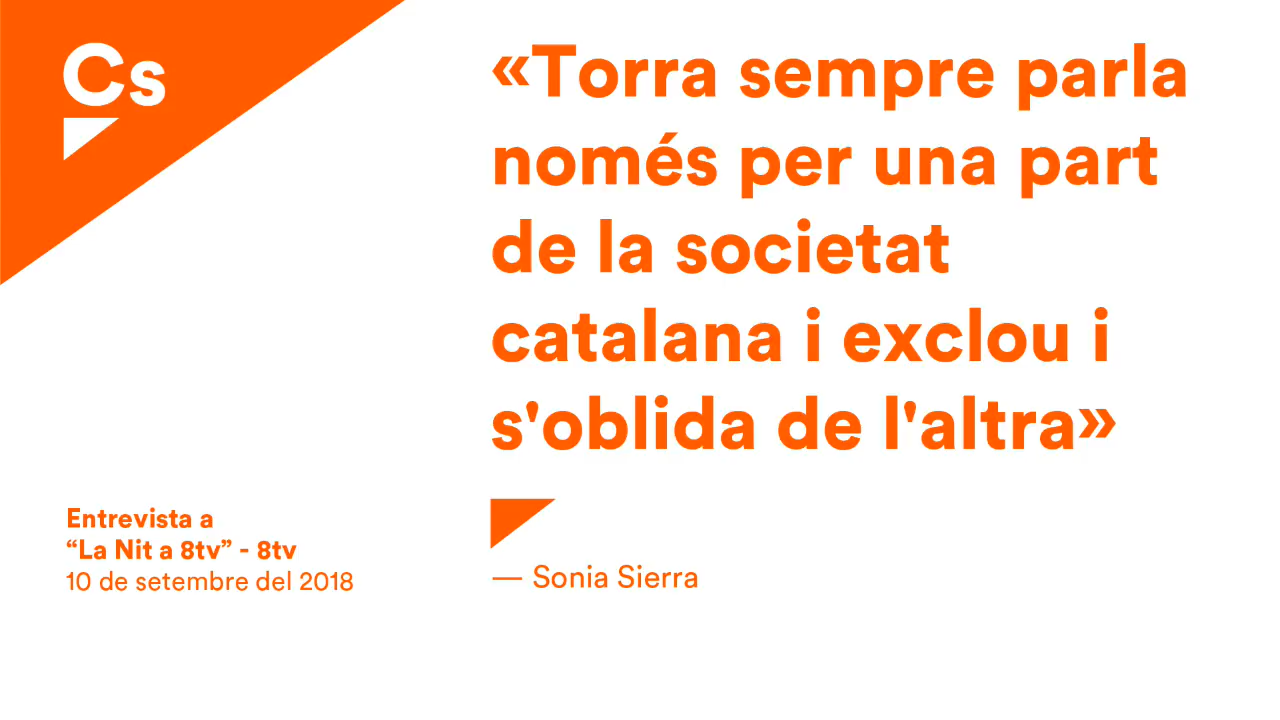 Cs
«Torra sempre parla
només per una part
de la societat
catalana i exclou i
s'oblida de l'altra»
— Sonia Sierra
Entrevista a
“La Nit a 8tv” - 8tv
10 de setembre del 2018